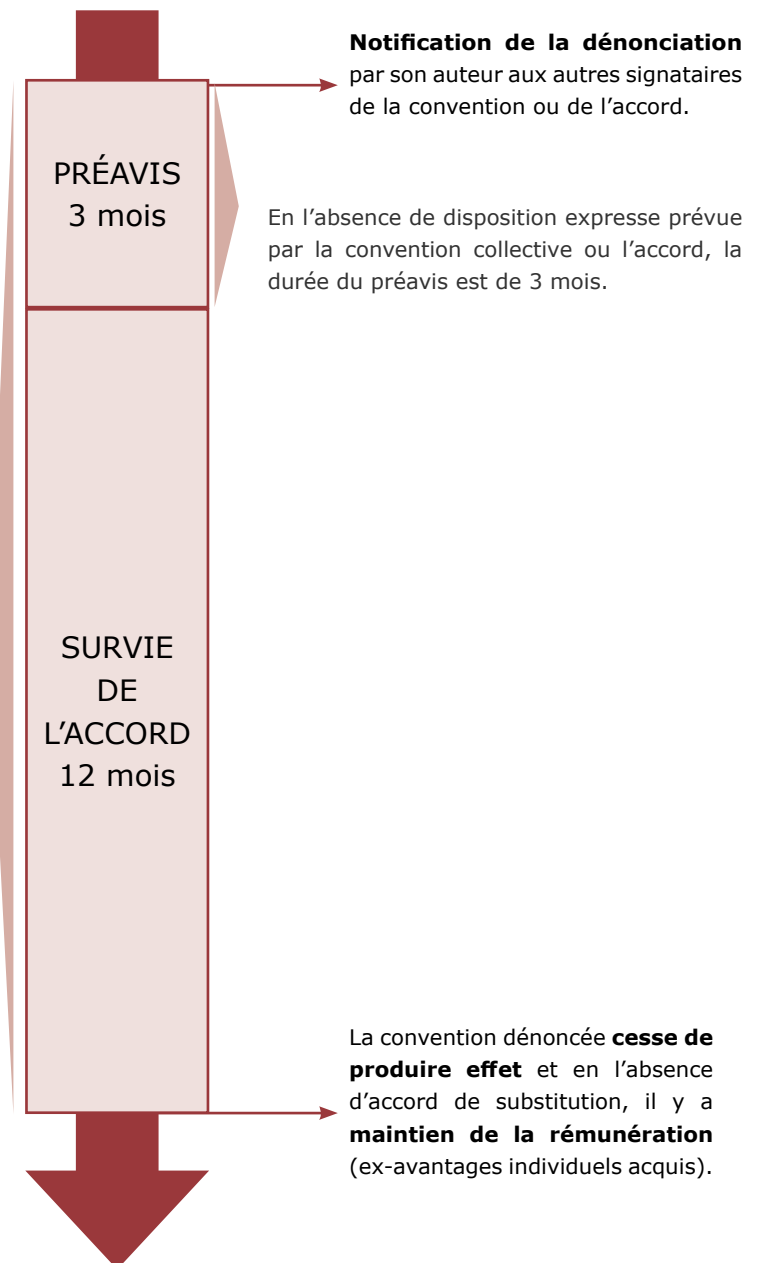 Notification de la dénonciation
par son auteur aux autres signataires
de la convention ou de l’accord.
PRÉAVIS
3 mois
En l’absence de disposition expresse prévue
par la convention collective ou l’accord, la
durée du préavis est de 3 mois.
SURVIE
DE
L’ACCORD
12 mois
La convention dénoncée cesse de
produire effet et en l’absence
d’accord de substitution, il y a
maintien de la rémunération
(ex-avantages individuels acquis).